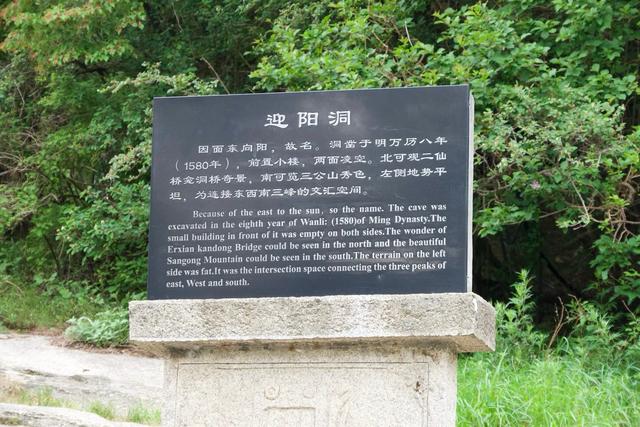 迎阳洞
因面东向阳，故名。洞凿于明万历八年
（1580年），前置小楼，两面凌空。北可观二仙
桥龛洞桥奇景，南可览三公山秀色，左侧地势平
坦，为连接东西南三峰的交汇空间。
Because of the east to the sun, so the name. The cave was
excavated in the eighth year of Wanli: (1580)of Ming Dynasty.The
small building in front of it was empty on both sides.The wonder of
Erxian kandong Bridge could be seen in the north and the beautiful
Sangong Mountain could be seen in the south.The terrain on the left
side was fat.It was the intersection space connecting the three peaks of
east, West and south.